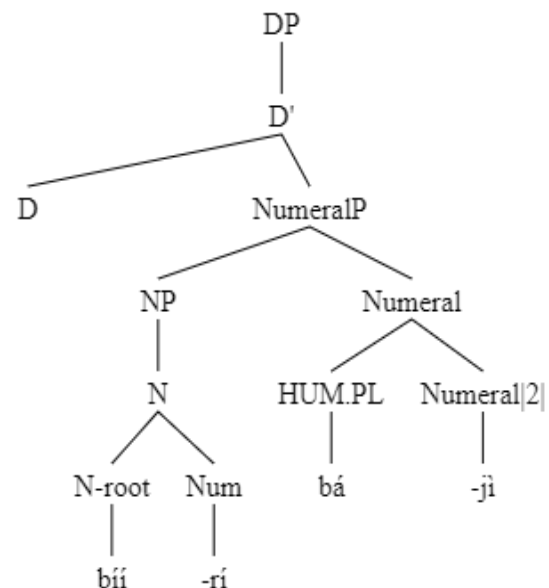 DP
D'
D NumeralP
NP Numeral
N HUM.PL Numeral|2|
N-root Num bá -jì
bíí -rí